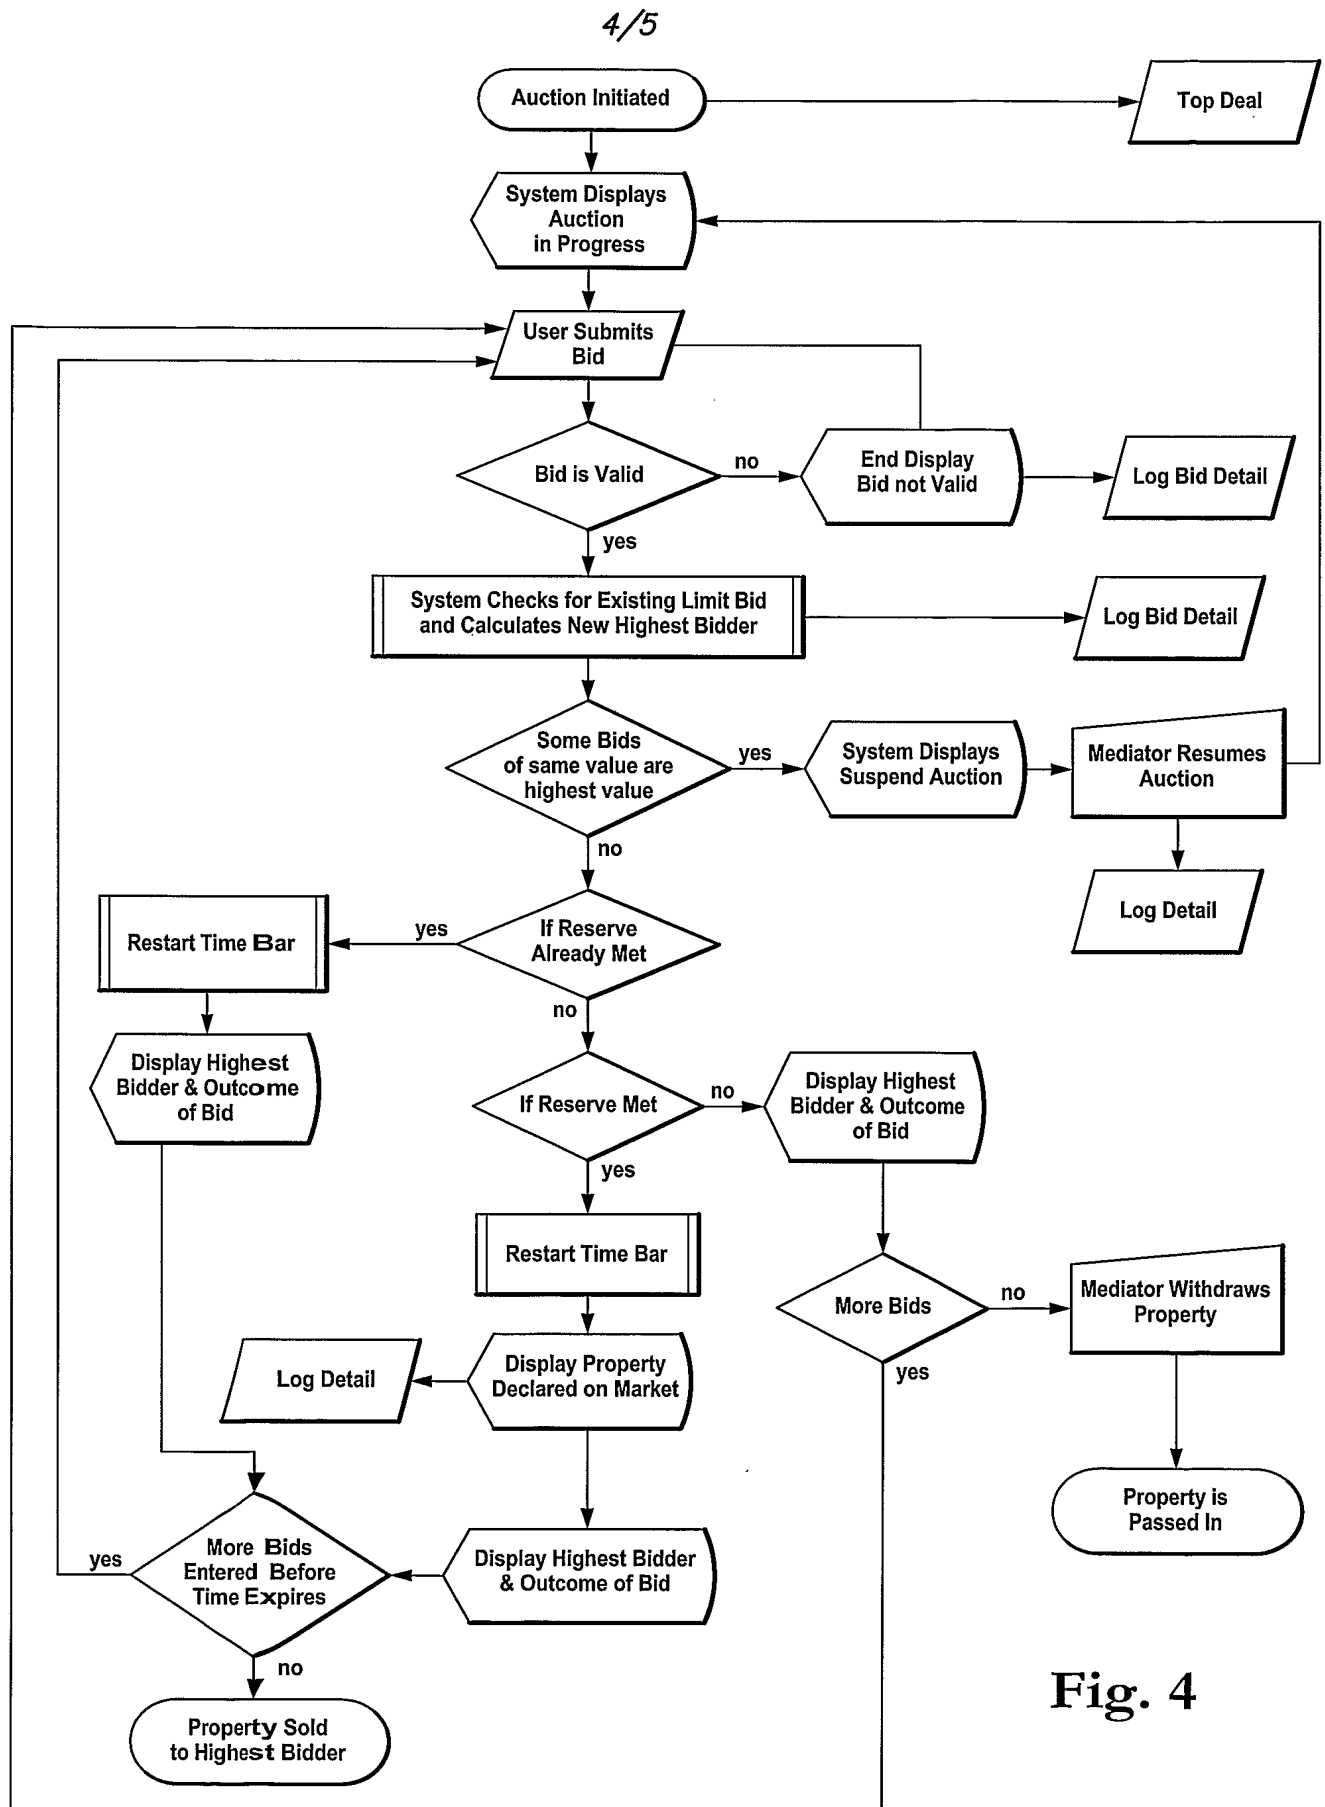 4/5
Auction Initiated
Top Deal
System Displays
Auction
in Progress
User Submits
Bid
Bid is Valid
no
End Display
Bid not Valid
Log Bid Detail
yes
System Checks for Existing Limit Bid
and Calculates New Highest Bidder
Log Bid Detail
Some Bids
of same value are
highest value
yes
System Displays
Suspend Auction
Mediator Resumes
Auction
no
Log Detail
If Reserve
Already Met
yes
Restart Time Bar
no
Display Highest
Bidder & Outcome
of Bid
If Reserve Met
no
Display Highest
Bidder & Outcome
of Bid
yes
Restart Time Bar
More Bids
no
Mediator Withdraws
Property
yes
Display Property
Declared on Market
Log Detail
Property is
Passed In
More Bids
Entered Before
Time Expires
yes
Display Highest Bidder
& Outcome of Bid
no
Property Sold
to Highest Bidder
Fig. 4